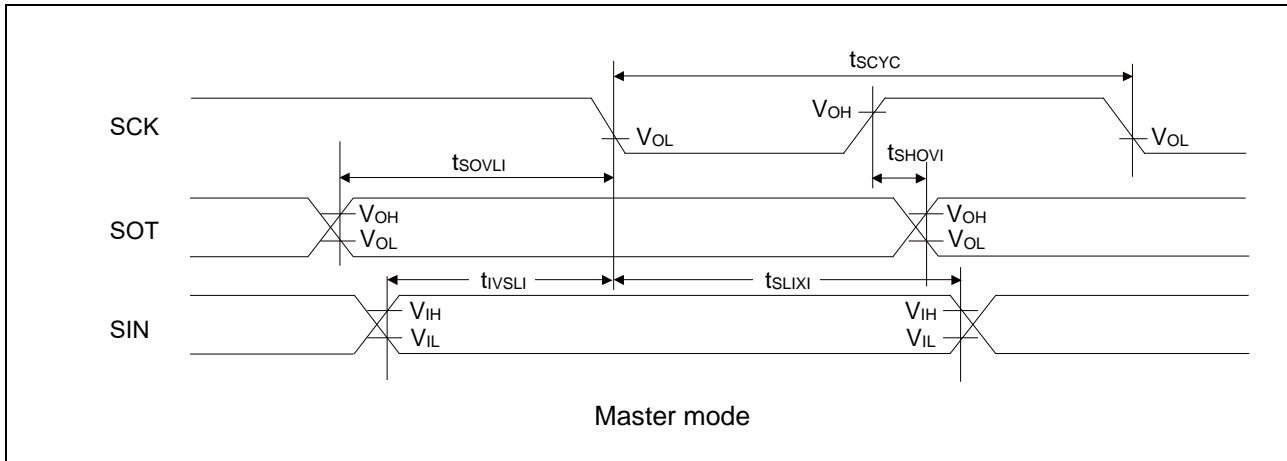 tSCYC
SCK
VOH
VOL
VOL
tSHOVI
tSOVLI
SOT
VOH
VOL
VOH
VOL
tIVSLI
tSLIXI
SIN
VIH
VIL
VIH
VIL
Master mode